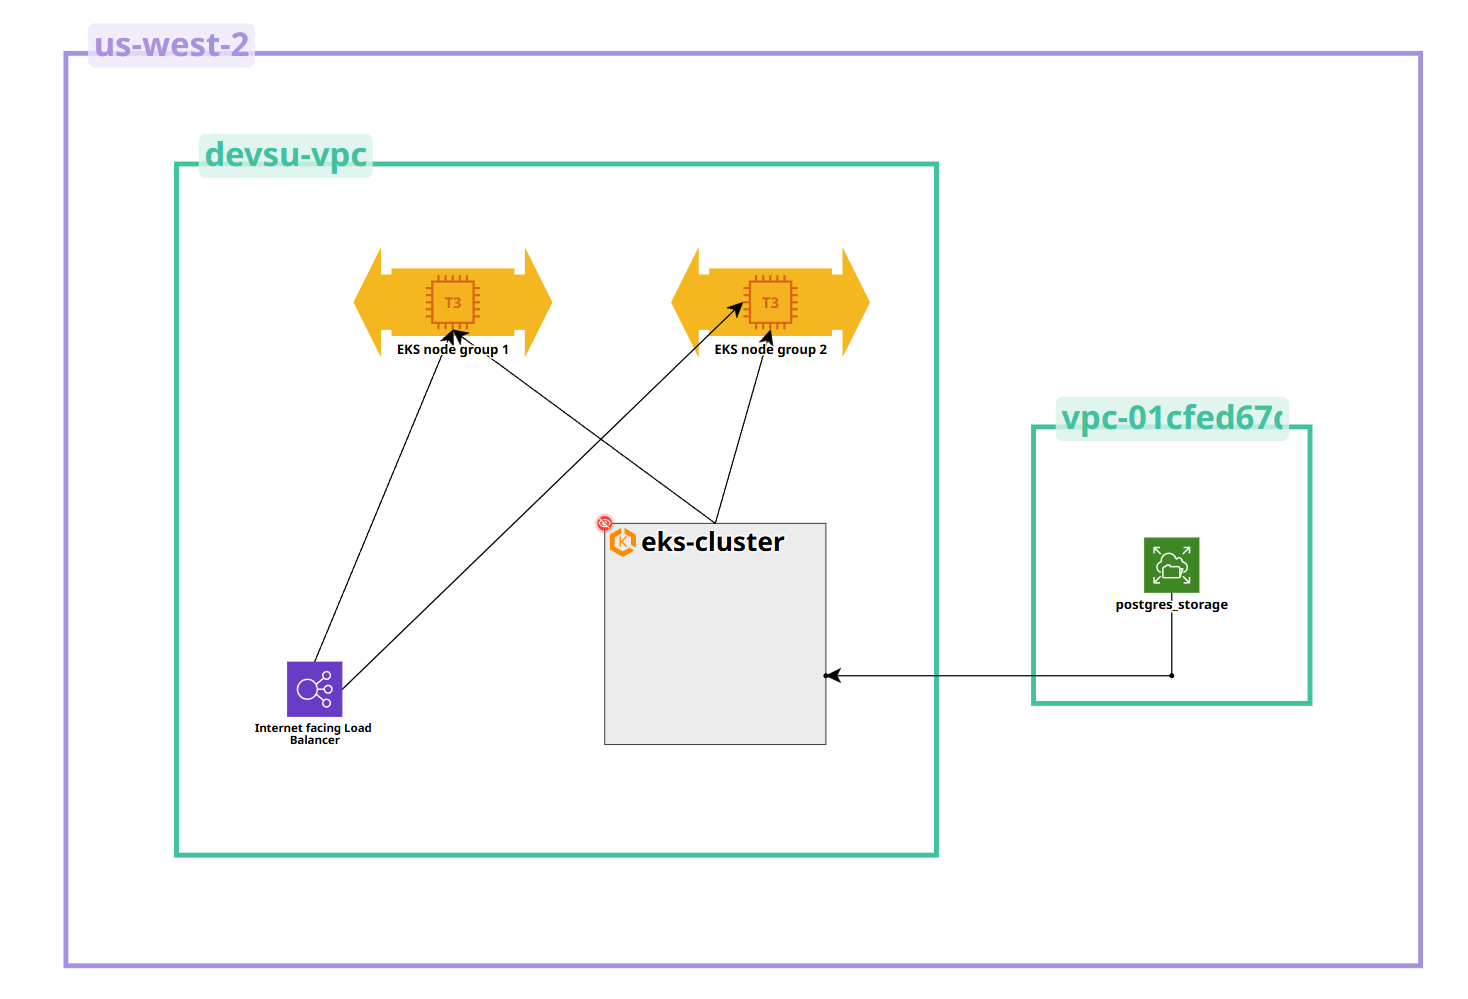 us-west-2
devsu-vpc
T3
EKS node group 1
T3
EKS node group 2
vpc-01cfed67
eks-cluster
postgres_storage
Internet facing Load
Balancer